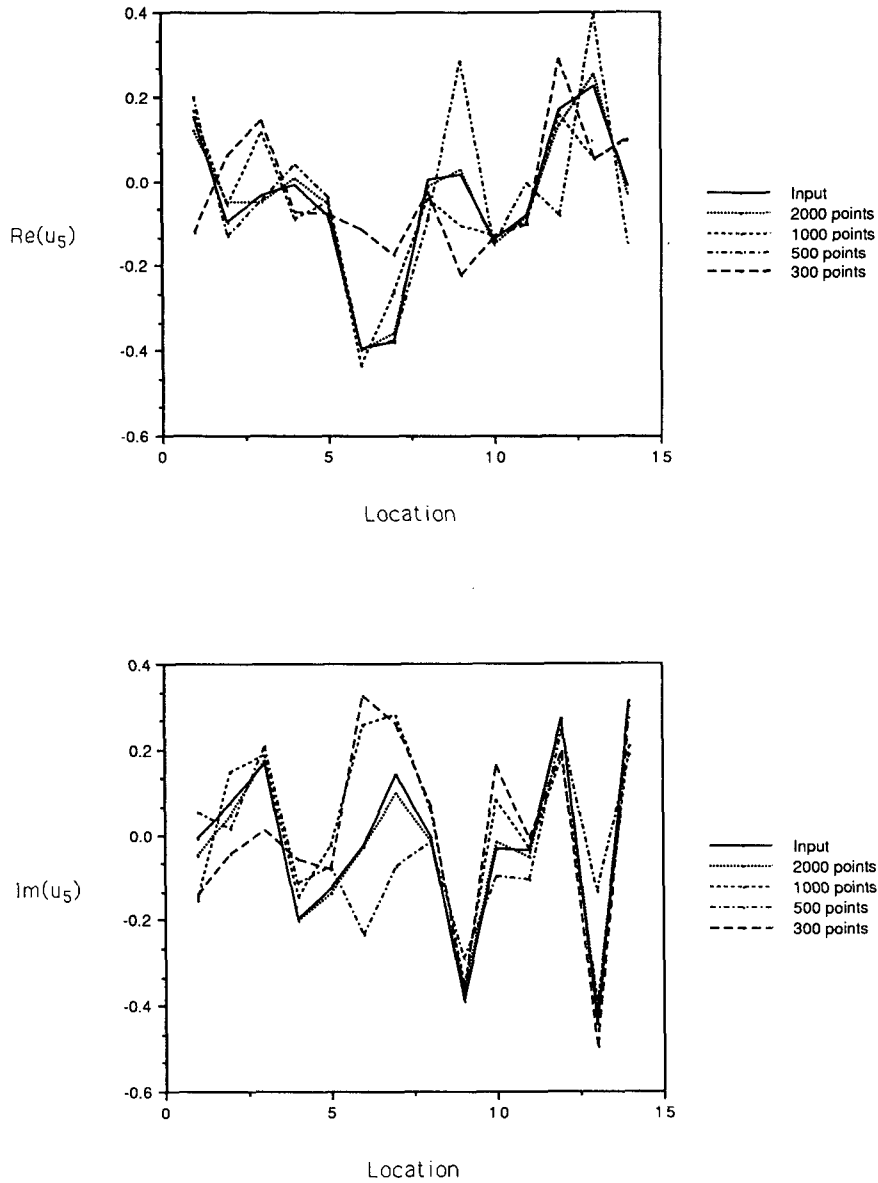 0.4
0.2
0.0
-0.2
-0.4
-0.6
Re(u5)
0
5
10
15
Location
Input
2000 points
1000 points
500 points
300 points
0.4
0.2
0.0
-0.2
-0.4
-0.6
Im(u5)
0
5
10
15
Location
Input
2000 points
1000 points
500 points
300 points